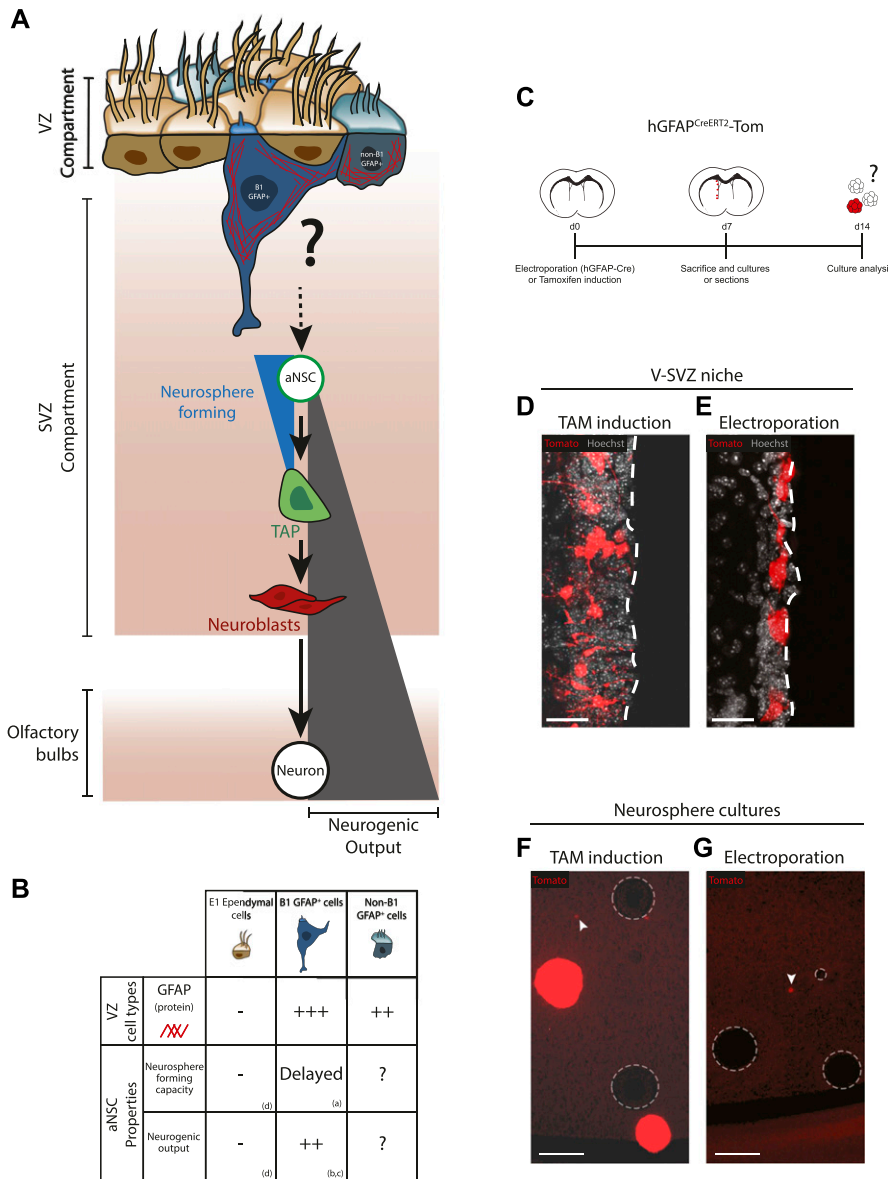 A
VZ
Compartment
B1
GFAP+
non-B1
GFAP+
?
SVZ
Compartment
aNSC
Neurosphere
forming
TAP
Neuroblasts
Olfactory
bulbs
Neuron
Neurogenic
Output
B
E1 Ependymal
cells
B1 GFAP⁺ cells
Non-B1
GFAP⁺ cells
VZ
cell types
GFAP
(protein)
-
+++
++
aNSC
Properties
Neurosphere
forming
capacity
-
(d)
Delayed
(a)
?
Neurogenic
output
-
(d)
++
(b,c)
?
C
hGFAPCreERT2-Tom
?
d0
d7
d14
Electroporation (hGFAP-Cre)
or Tamoxifen induction
Sacrifice and cultures
or sections
Culture analysi
V-SVZ niche
D
TAM induction
Tomato Hoechst
E
Electroporation
Tomato Hoechst
Neurosphere cultures
F
TAM induction
Tomato
G
Electroporation
Tomato